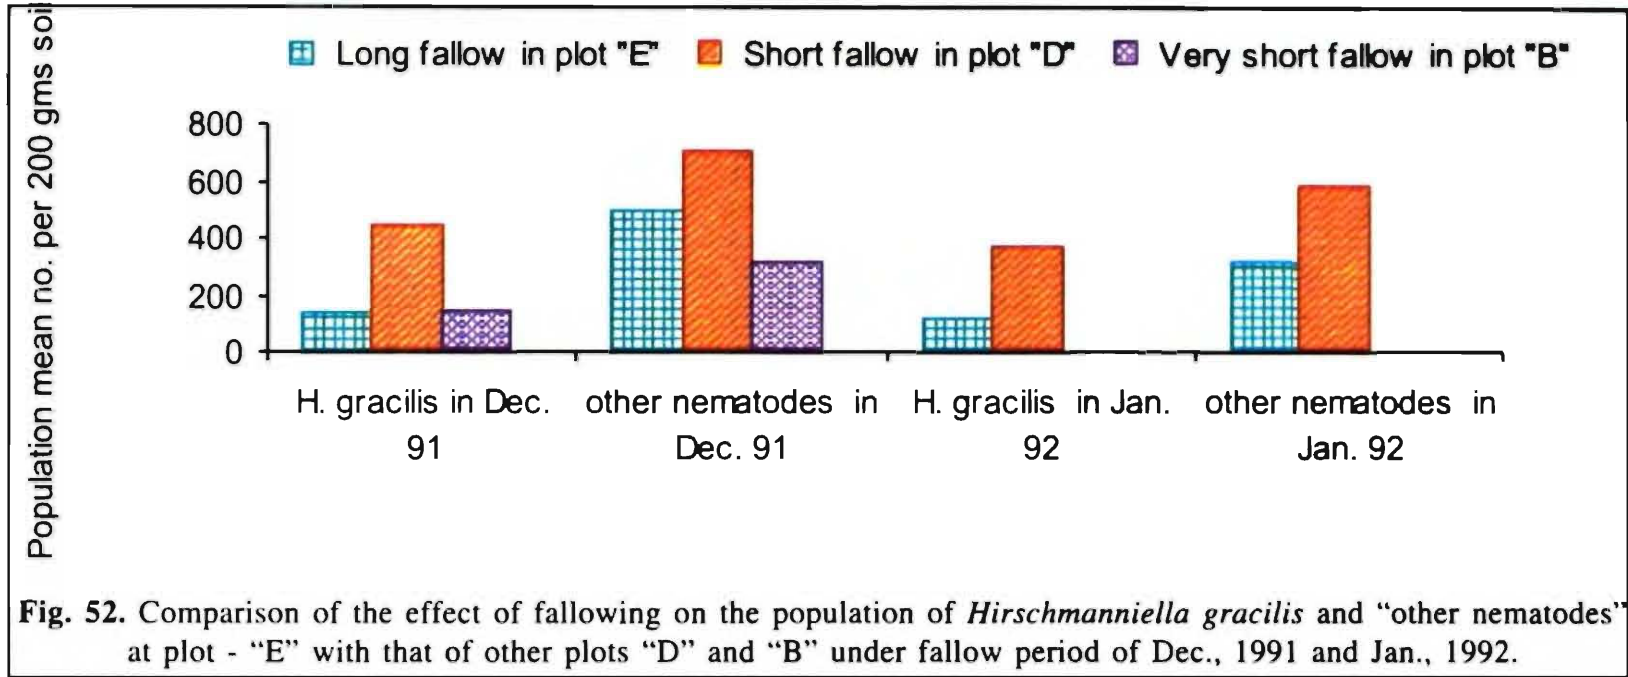 Population mean no. per 200 gms soil
Long fallow in plot "E" Short fallow in plot "D" Very short fallow in plot "B"
800
600
400
200
0
H. gracilis in Dec. 91
other nematodes in Dec. 91
H. gracilis in Jan. 92
other nematodes in Jan. 92
Fig. 52. Comparison of the effect of fallowing on the population of Hirschmanniella gracilis and “other nematodes”
at plot - “E” with that of other plots “D” and “B” under fallow period of Dec., 1991 and Jan., 1992.